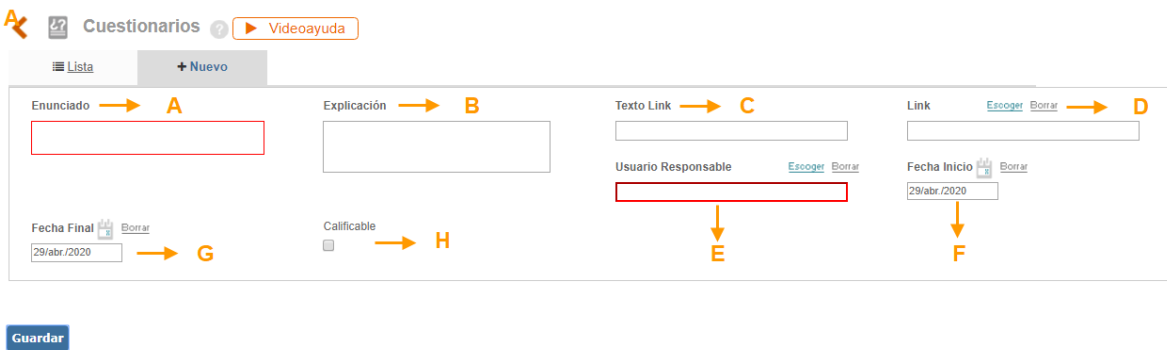 A
Cuestionarios ? Videoayuda
Lista + Nuevo
Enunciado A Explicación B Texto Link C Link Escoger Borrar D
Usuario Responsable Escoger Borrar Fecha Inicio Borrar
29/abr./2020
Fecha Final Borrar Calificable
29/abr./2020 G H E F
Guardar